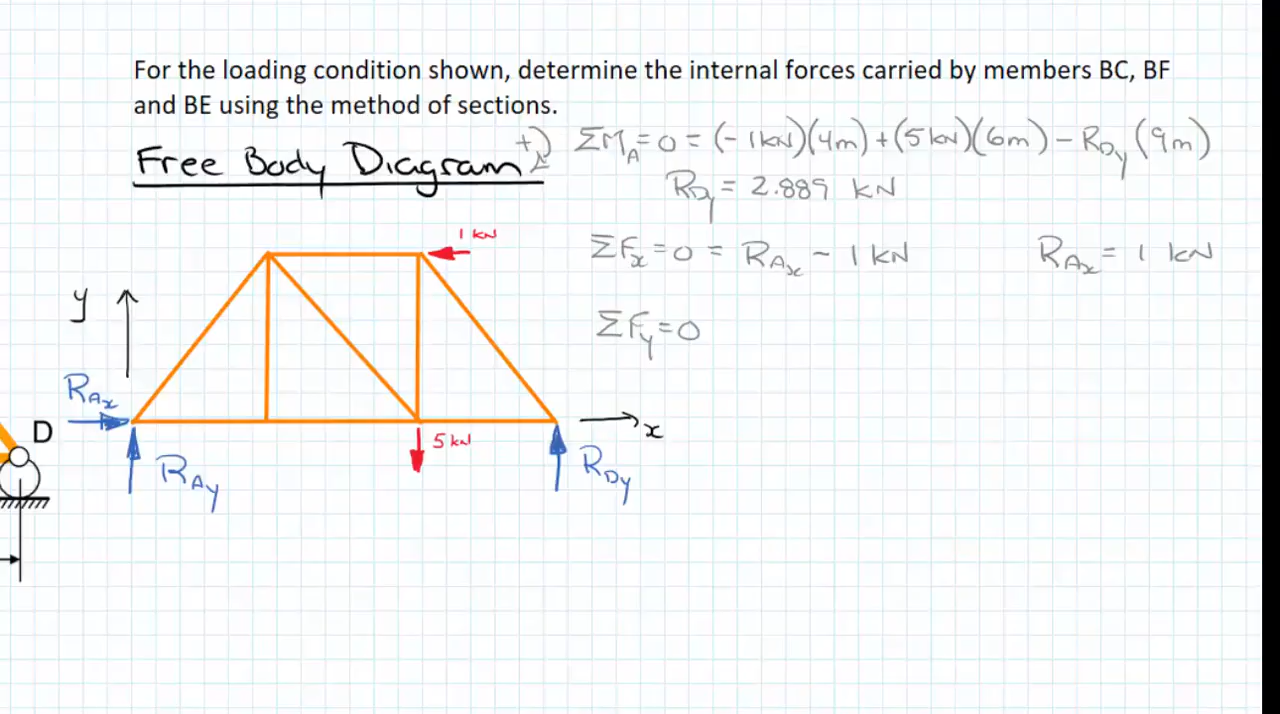 For the loading condition shown, determine the internal forces carried by members BC, BF
and BE using the method of sections.
Free Body Diagram
+) ΣM_A = 0 = (-1kN)(4m) + (5kN)(6m) - R_Dy (9m)
R_Dy = 2.889 kN
ΣF_x = 0 = R_Ax - 1 kN
R_Ax = 1 kN
ΣF_y = 0
1 kN
y
R_Ax
D
x
5 kN
R_Ay
R_Dy